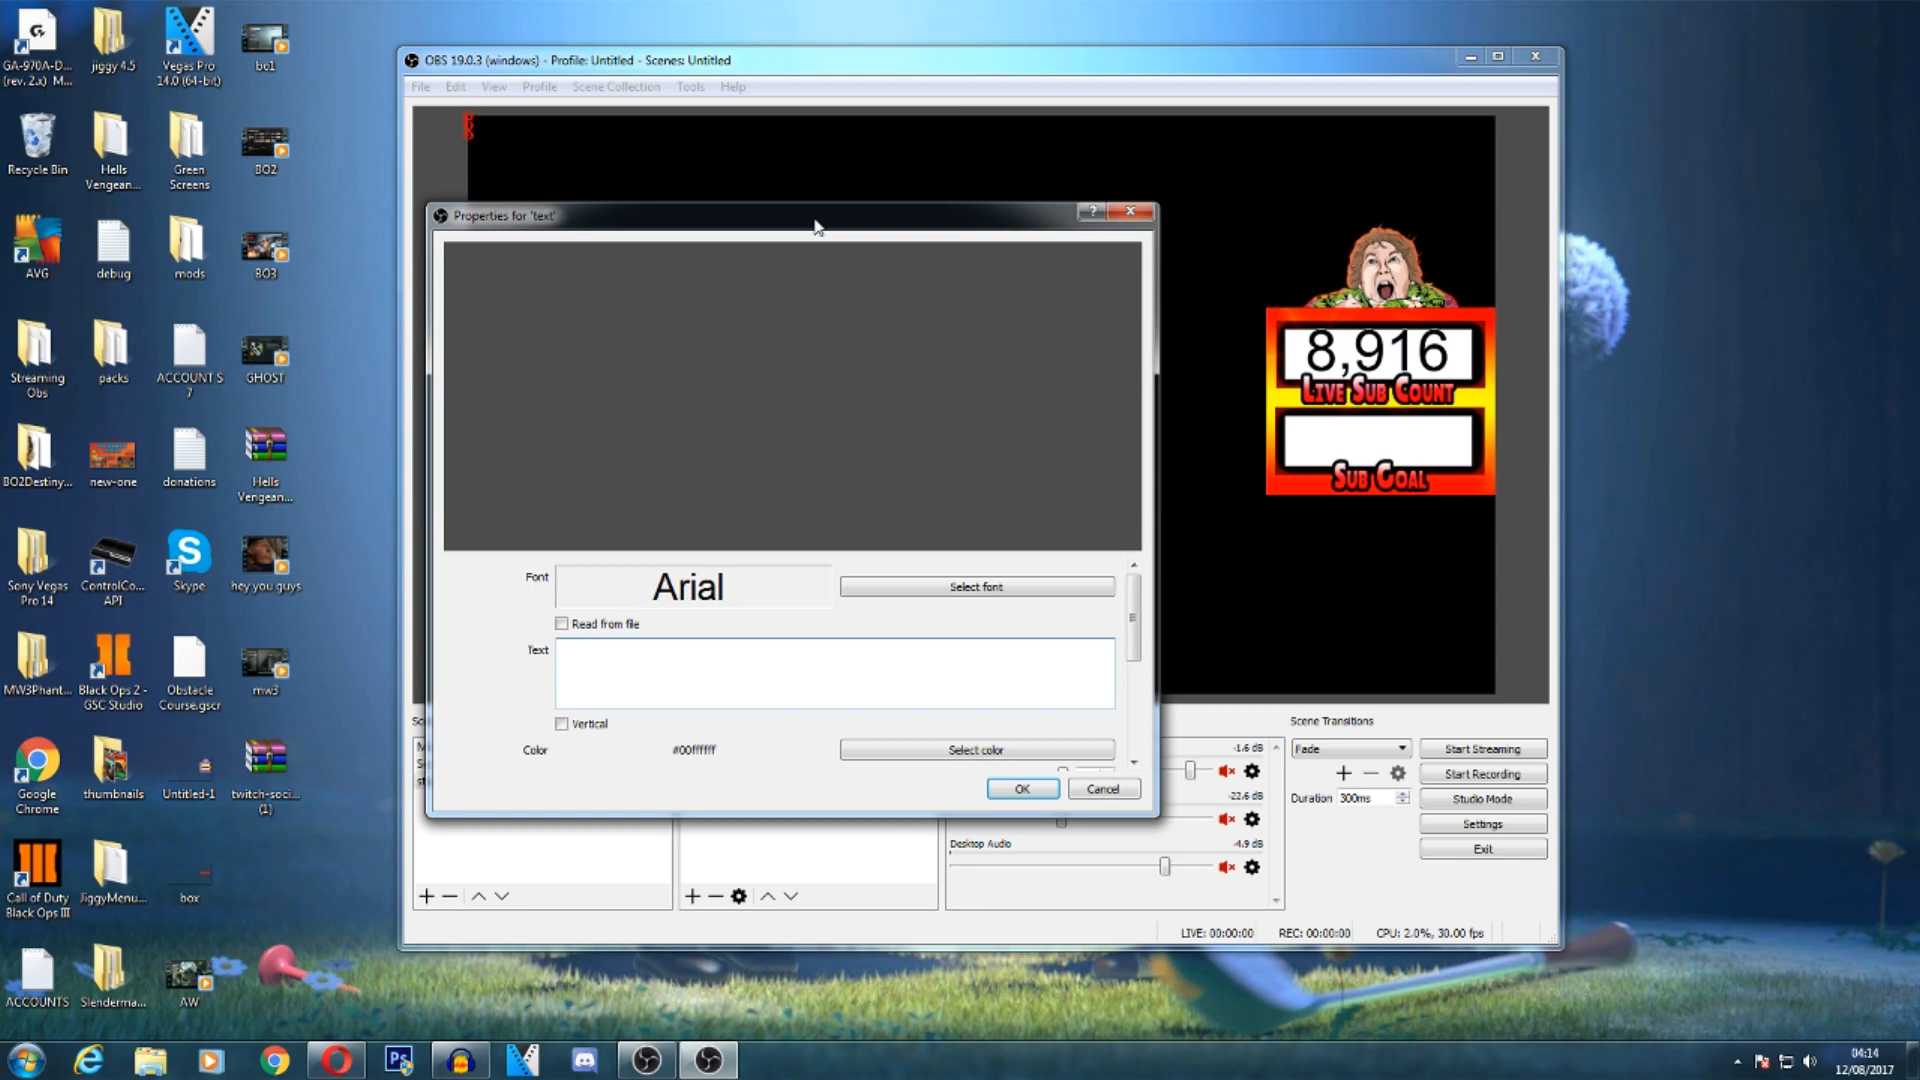 GA-970A-D...
(rev. 2.x) M...
jiggy 4.5
Vegas Pro
14.0 (64-bit)
bo1
Recycle Bin
Hells
Vengean...
Green
Screens
BO2
AVG
debug
mods
BO3
Streaming
Obs
packs
ACCOUNT S
7
GHOST
BO2Destiny...
new-one
donations
Hells
Vengean...
Sony Vegas
Pro 14
ControlCo...
API
Skype
hey you guys
MW3Phant...
Black Ops 2 -
GSC Studio
Obstacle
Course.gscr
mw3
Google
Chrome
thumbnails
Untitled-1
twitch-soci...
(1)
Call of Duty
Black Ops III
JiggyMenu...
box
ACCOUNTS
Slenderma...
AW
OBS 19.0.3 (windows) - Profile: Untitled - Scenes: Untitled
File Edit View Profile Scene Collection Tools Help
8,916
LIVE SUB COUNT
SUB GOAL
Properties for 'text'
Font
Arial
Select font
Read from file
Text
Vertical
Color
#00ffffff
Select color
OK
Cancel
-1.6 dB
-22.6 dB
Desktop Audio
-4.9 dB
Scene Transitions
Fade
Duration 300ms
Start Streaming
Start Recording
Studio Mode
Settings
Exit
LIVE: 00:00:00
REC: 00:00:00
CPU: 2.0%, 30.00 fps
Ps
04:14
12/08/2017